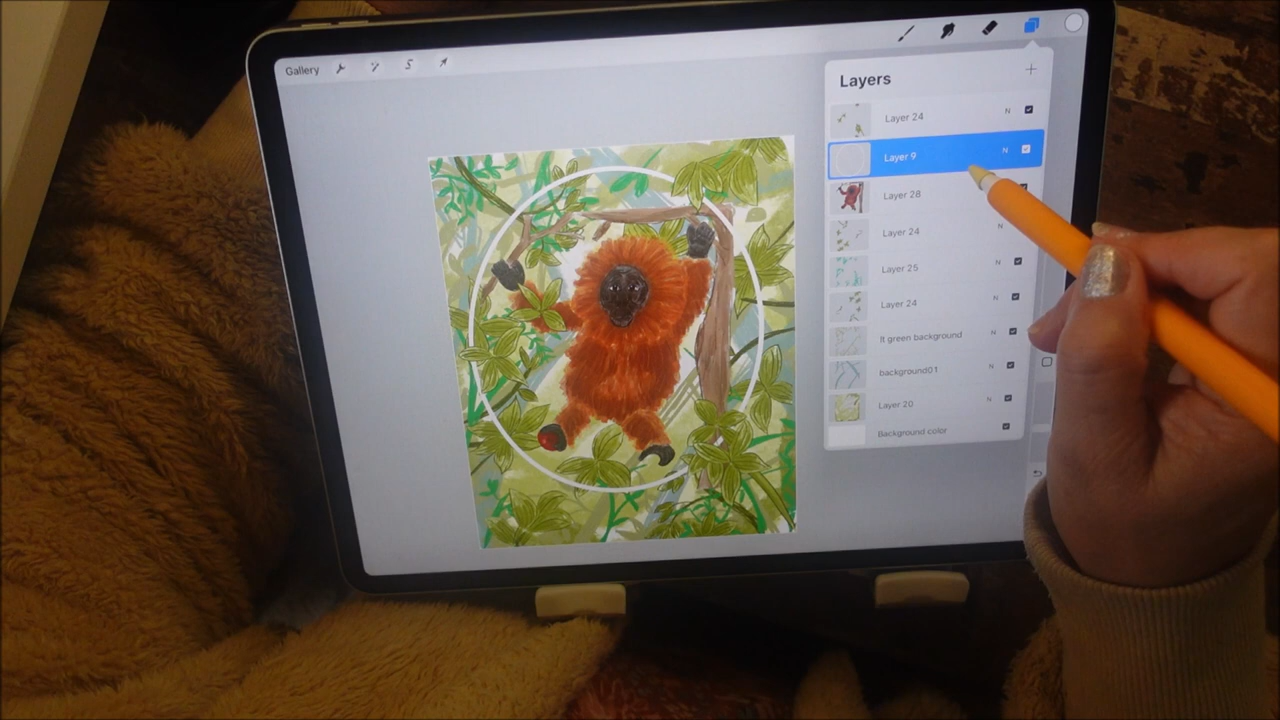 Gallery
Layers
Layer 24 N
Layer 9 N
Layer 28
Layer 24 N
Layer 25 N
Layer 24 N
lt green background N
background01 N
Layer 20 N
Background color